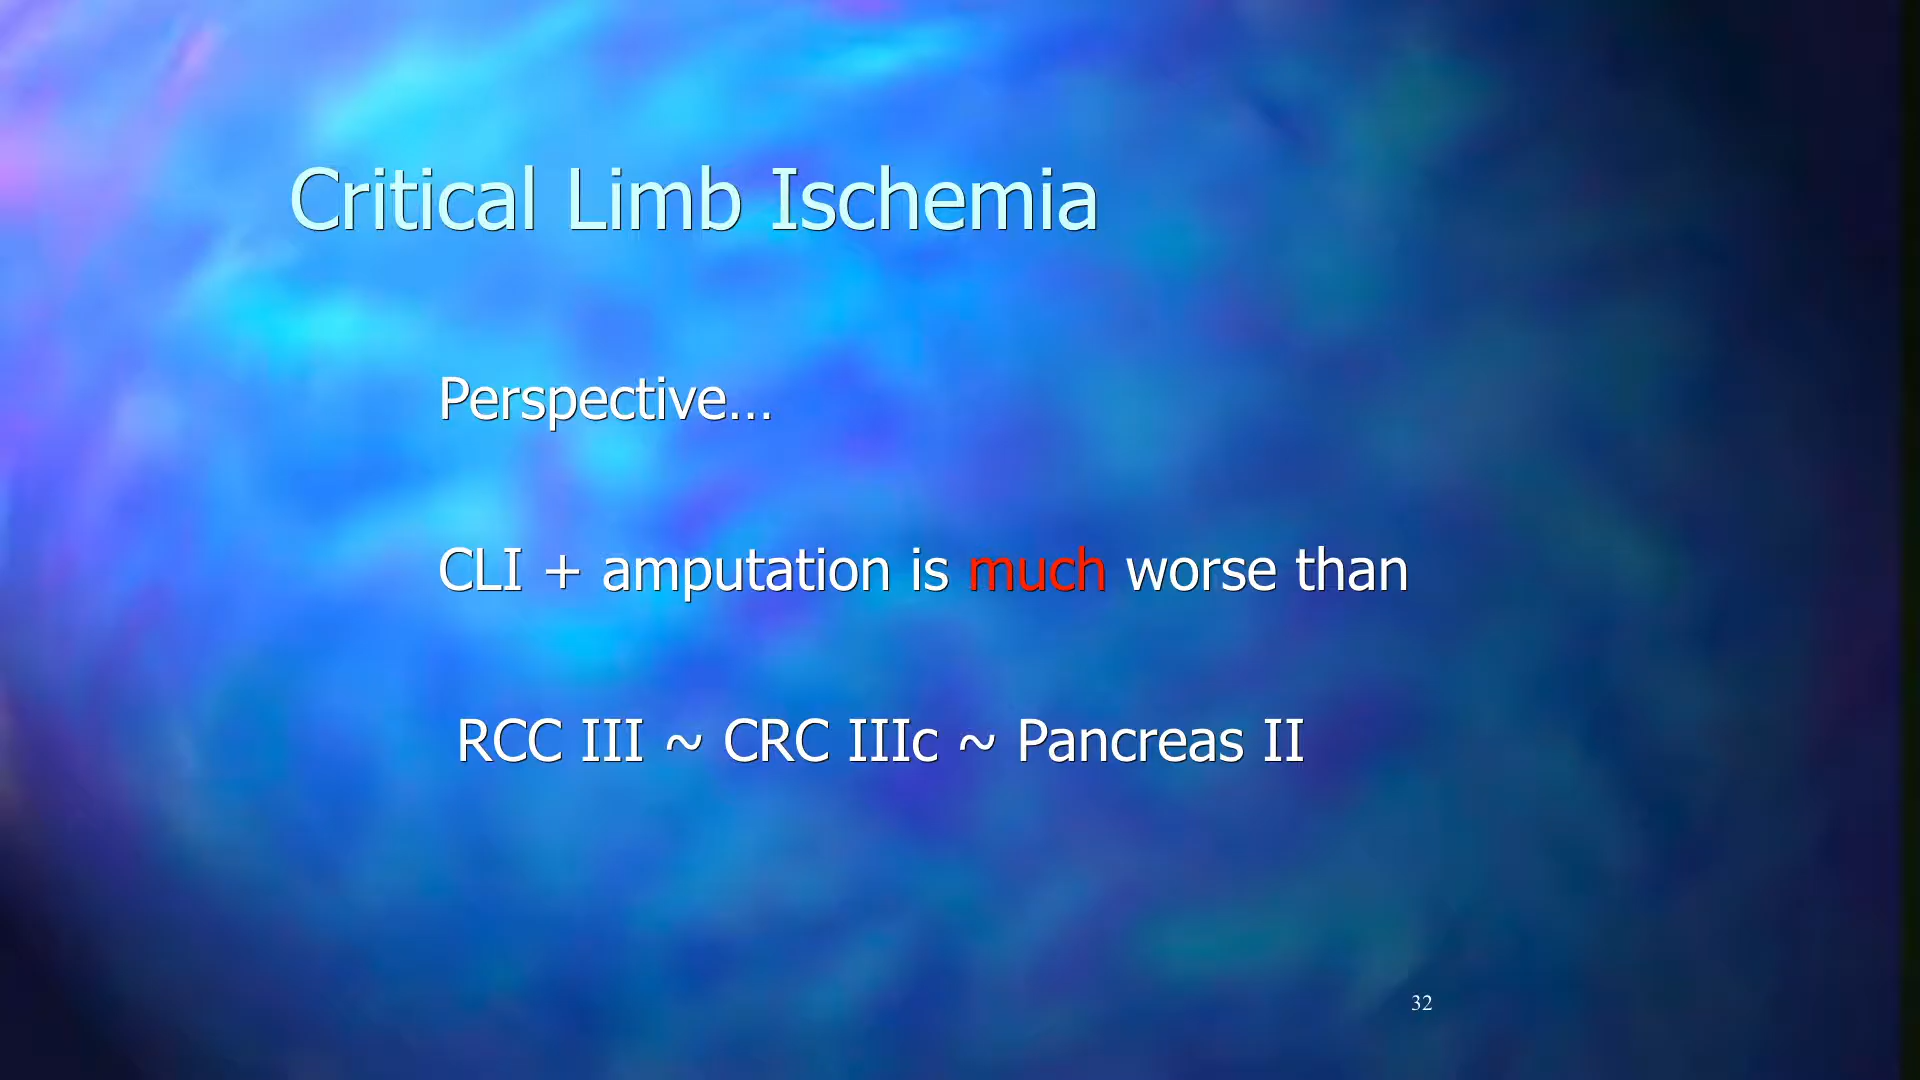 Critical Limb Ischemia
Perspective…
CLI + amputation is much worse than
RCC III ~ CRC IIIc ~ Pancreas II
32